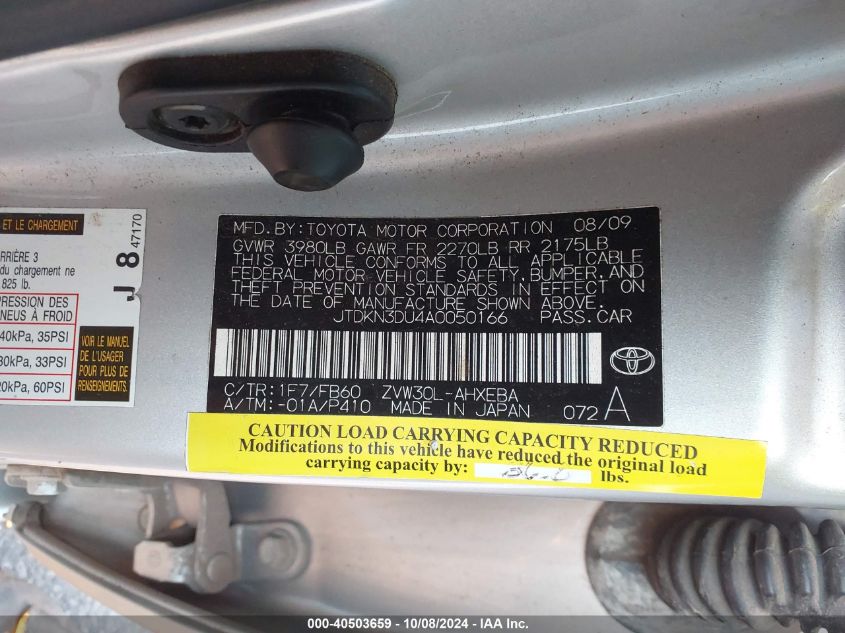 ET LE CHARGEMENT
ARRIÈRE 3
du chargement ne
825 lb.
PRESSION DES
PNEUS À FROID
240kPa, 35PSI
230kPa, 33PSI
420kPa, 60PSI
VOIR LE MANUEL
DE L'USAGER
POUR PLUS DE
RENSEIGNEMENTS
J 8 47170
MFD. BY: TOYOTA MOTOR CORPORATION 08/09
GVWR 3980LB GAWR FR 2270LB RR 2175LB
THIS VEHICLE CONFORMS TO ALL APPLICABLE
FEDERAL MOTOR VEHICLE SAFETY, BUMPER, AND
THEFT PREVENTION STANDARDS IN EFFECT ON
THE DATE OF MANUFACTURE SHOWN ABOVE.
JTDKN3DU4A0050166 PASS. CAR
C/TR: 1F7/FB60 ZVW30L-AHXEBA
A/TM: -01A/P410 MADE IN JAPAN 072 A
CAUTION LOAD CARRYING CAPACITY REDUCED
Modifications to this vehicle have reduced the original load
carrying capacity by: lbs.
000-40503659 - 10/08/2024 - IAA Inc.